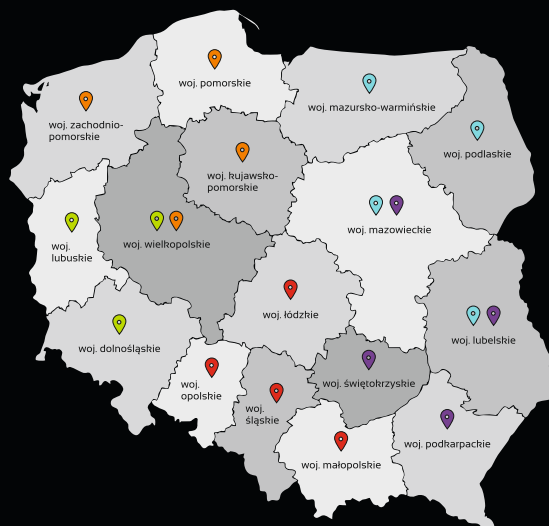 woj. pomorskie
woj. mazursko-warmińskie
woj. zachodnio-
pomorskie
woj. podlaskie
woj. kujawsko-
pomorskie
woj. mazowieckie
woj. wielkopolskie
woj.
lubuskie
woj. łódzkie
woj. lubelskie
woj. dolnośląskie
woj. świętokrzyskie
woj.
opolskie
woj.
śląskie
woj. podkarpackie
woj. małopolskie